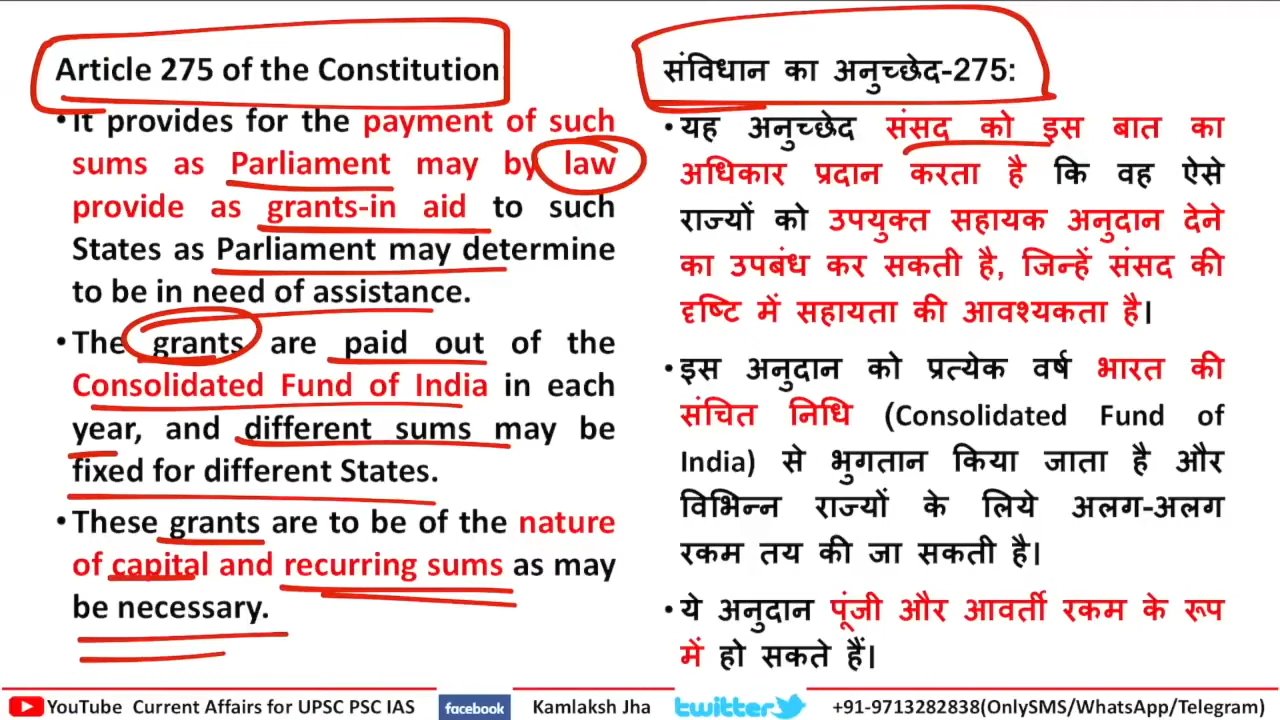 Article 275 of the Constitution
•It provides for the payment of such
sums as Parliament may by law
provide as grants-in aid to such
States as Parliament may determine
to be in need of assistance.
•The grants are paid out of the
Consolidated Fund of India in each
year, and different sums may be
fixed for different States.
•These grants are to be of the nature
of capital and recurring sums as may
be necessary.
संविधान का अनुच्छेद-275:
•यह अनुच्छेद संसद को इस बात का
अधिकार प्रदान करता है कि वह ऐसे
राज्यों को उपयुक्त सहायक अनुदान देने
का उपबंध कर सकती है, जिन्हें संसद की
दृष्टि में सहायता की आवश्यकता है।
•इस अनुदान को प्रत्येक वर्ष भारत की
संचित निधि (Consolidated Fund of
India) से भुगतान किया जाता है और
विभिन्न राज्यों के लिये अलग-अलग
रकम तय की जा सकती है।
•ये अनुदान पूंजी और आवर्ती रकम के रूप
में हो सकते हैं।
YouTube Current Affairs for UPSC PSC IAS facebook Kamlaksh Jha twitter +91-9713282838(OnlySMS/WhatsApp/Telegram)